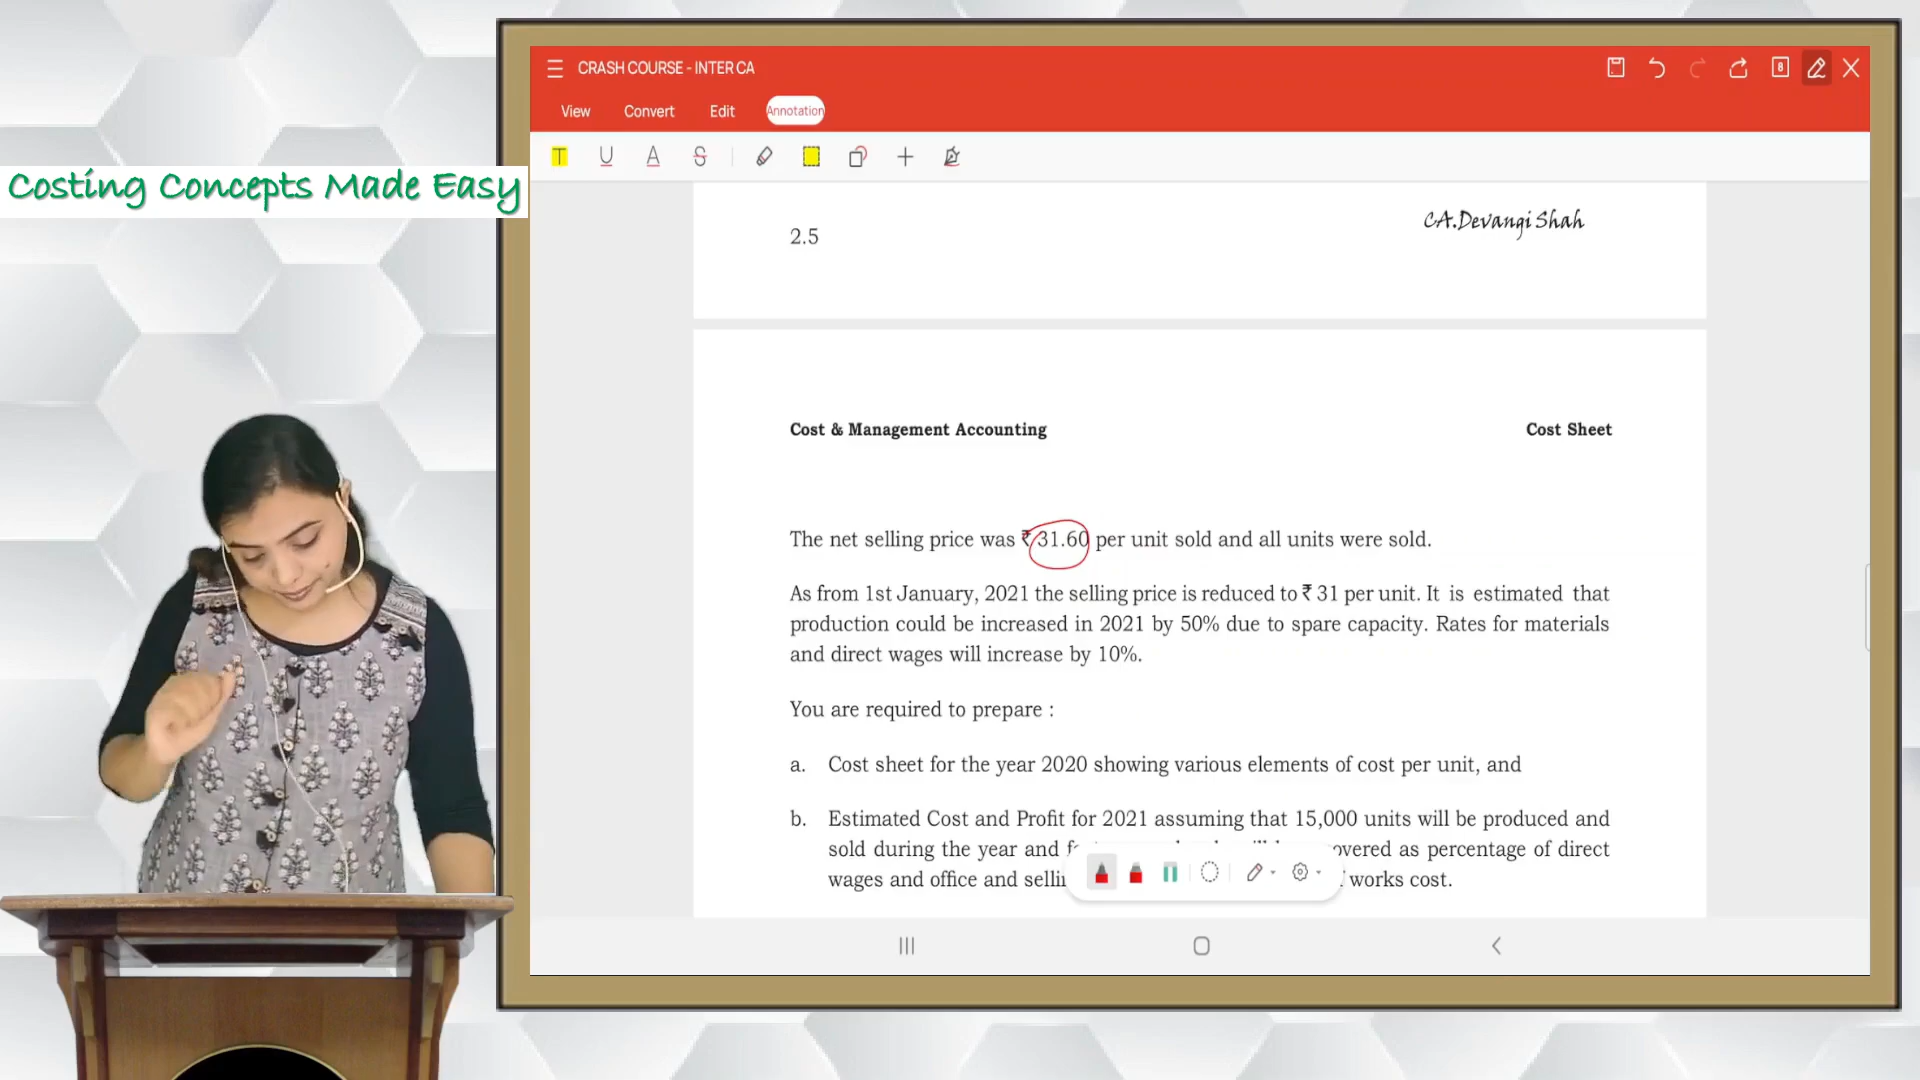 CRASH COURSE - INTER CA
View Convert Edit Annotation
Costing Concepts Made Easy
CA.Devangi Shah
2.5
Cost & Management Accounting Cost Sheet
The net selling price was ₹ 31.60 per unit sold and all units were sold.
As from 1st January, 2021 the selling price is reduced to ₹ 31 per unit. It is estimated that
production could be increased in 2021 by 50% due to spare capacity. Rates for materials
and direct wages will increase by 10%.
You are required to prepare :
a. Cost sheet for the year 2020 showing various elements of cost per unit, and
b. Estimated Cost and Profit for 2021 assuming that 15,000 units will be produced and
sold during the year and as percentage of direct
wages and office and works cost.